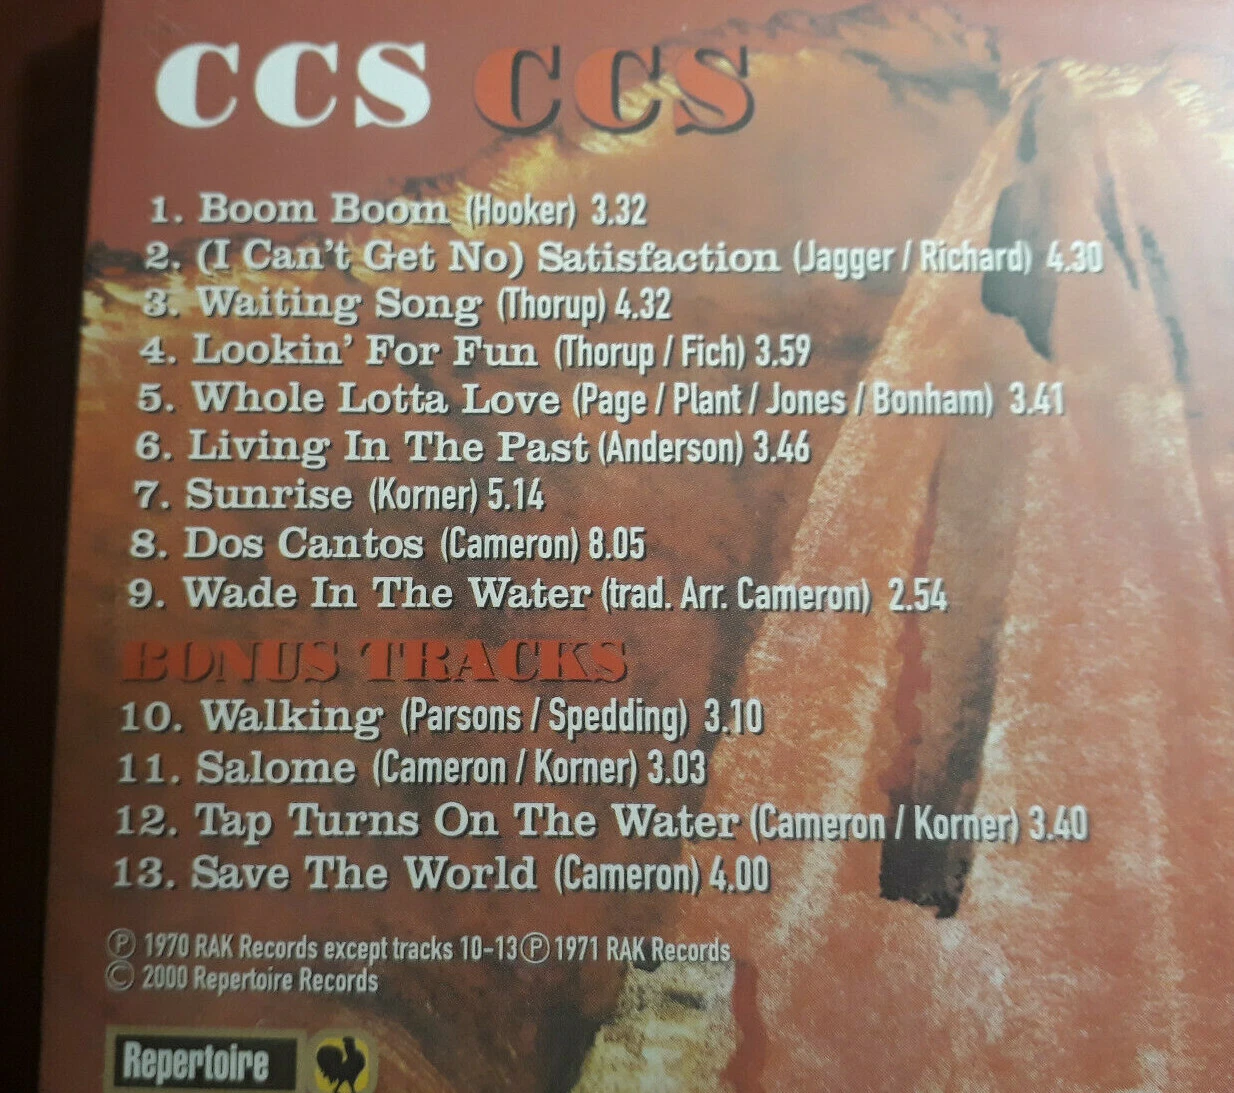 CCS CCS
1. Boom Boom (Hooker) 3.32
2. (I Can't Get No) Satisfaction (Jagger / Richard) 4.30
3. Waiting Song (Thorup) 4.32
4. Lookin' For Fun (Thorup / Fich) 3.59
5. Whole Lotta Love (Page / Plant / Jones / Bonham) 3.41
6. Living In The Past (Anderson) 3.46
7. Sunrise (Korner) 5.14
8. Dos Cantos (Cameron) 8.05
9. Wade In The Water (trad. Arr. Cameron) 2.54
BONUS TRACKS
10. Walking (Parsons / Spedding) 3.10
11. Salome (Cameron / Korner) 3.03
12. Tap Turns On The Water (Cameron / Korner) 3.40
13. Save The World (Cameron) 4.00
℗ 1970 RAK Records except tracks 10-13 ℗ 1971 RAK Records
© 2000 Repertoire Records
Repertoire